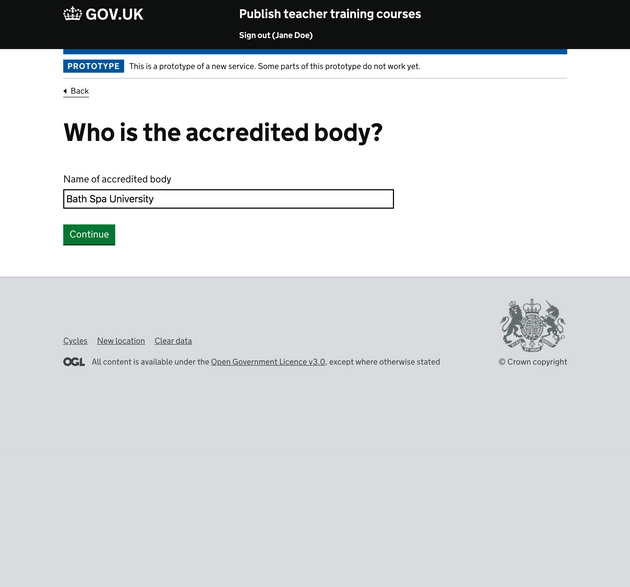 GOV.UK
Publish teacher training courses
Sign out (Jane Doe)
PROTOTYPE This is a prototype of a new service. Some parts of this prototype do not work yet.
Back
Who is the accredited body?
Name of accredited body
Bath Spa University
Continue
Cycles New location Clear data
OGL All content is available under the Open Government Licence v3.0, except where otherwise stated
© Crown copyright